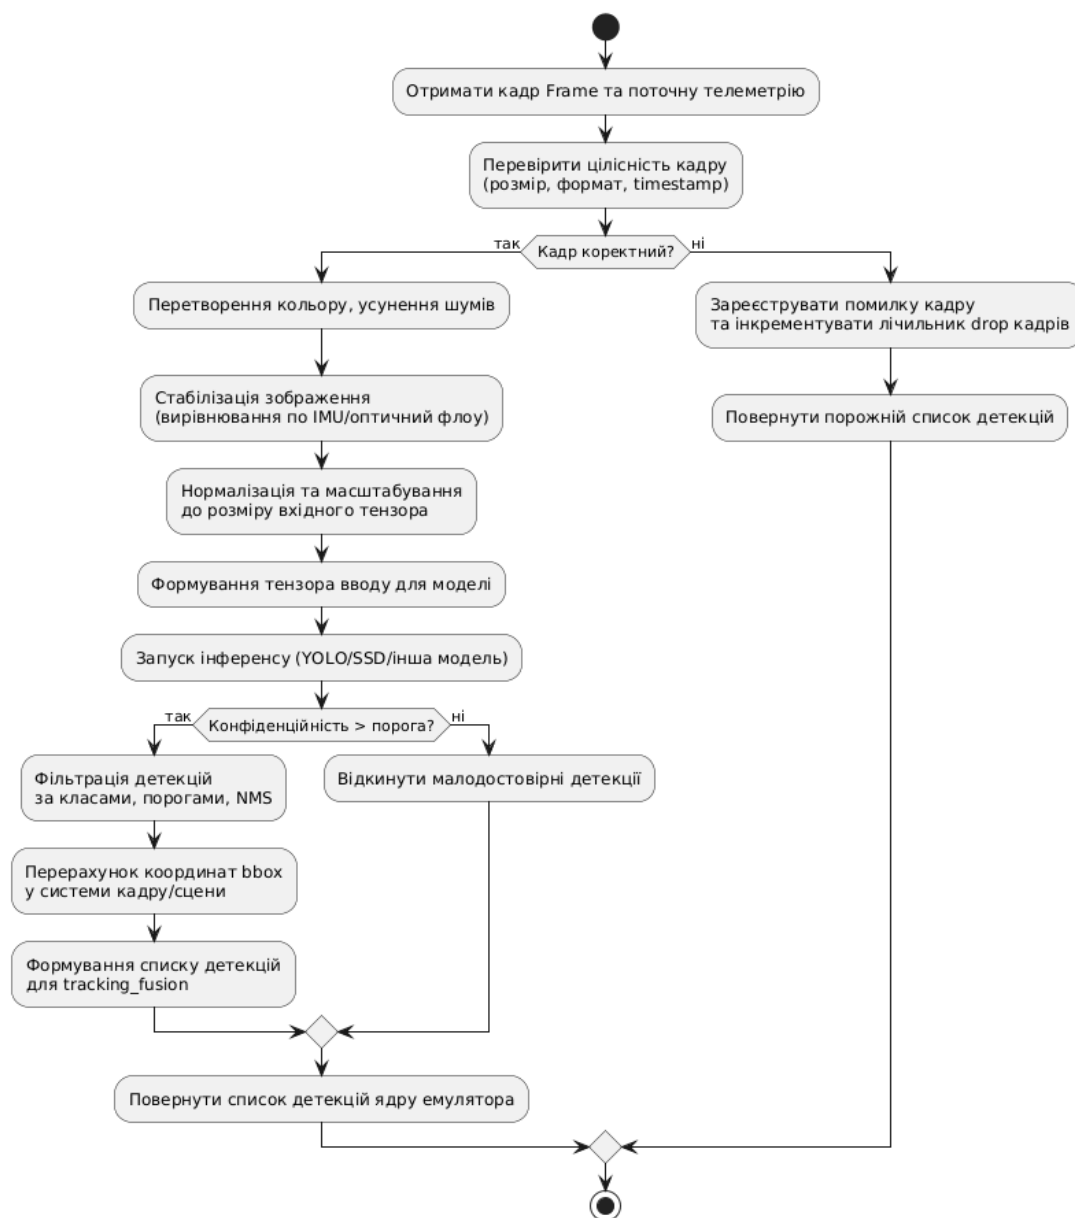 Отримати кадр Frame та поточну телеметрію
Перевірити цілісність кадру
(розмір, формат, timestamp)
так
Кадр коректний?
ні
Перетворення кольору, усунення шумів
Стабілізація зображення
(вирівнювання по IMU/оптичний флоу)
Нормалізація та масштабування
до розміру вхідного тензора
Формування тензора вводу для моделі
Запуск інференсу (YOLO/SSD/інша модель)
так
Конфіденційність > порога?
ні
Фільтрація детекцій
за класами, порогами, NMS
Перерахунок координат bbox
у системи кадру/сцени
Формування списку детекцій
для tracking_fusion
Відкинути малодостовірні детекції
Повернути список детекцій ядру емулятора
Зареєструвати помилку кадру
та інкрементувати лічильник drop кадрів
Повернути порожній список детекцій